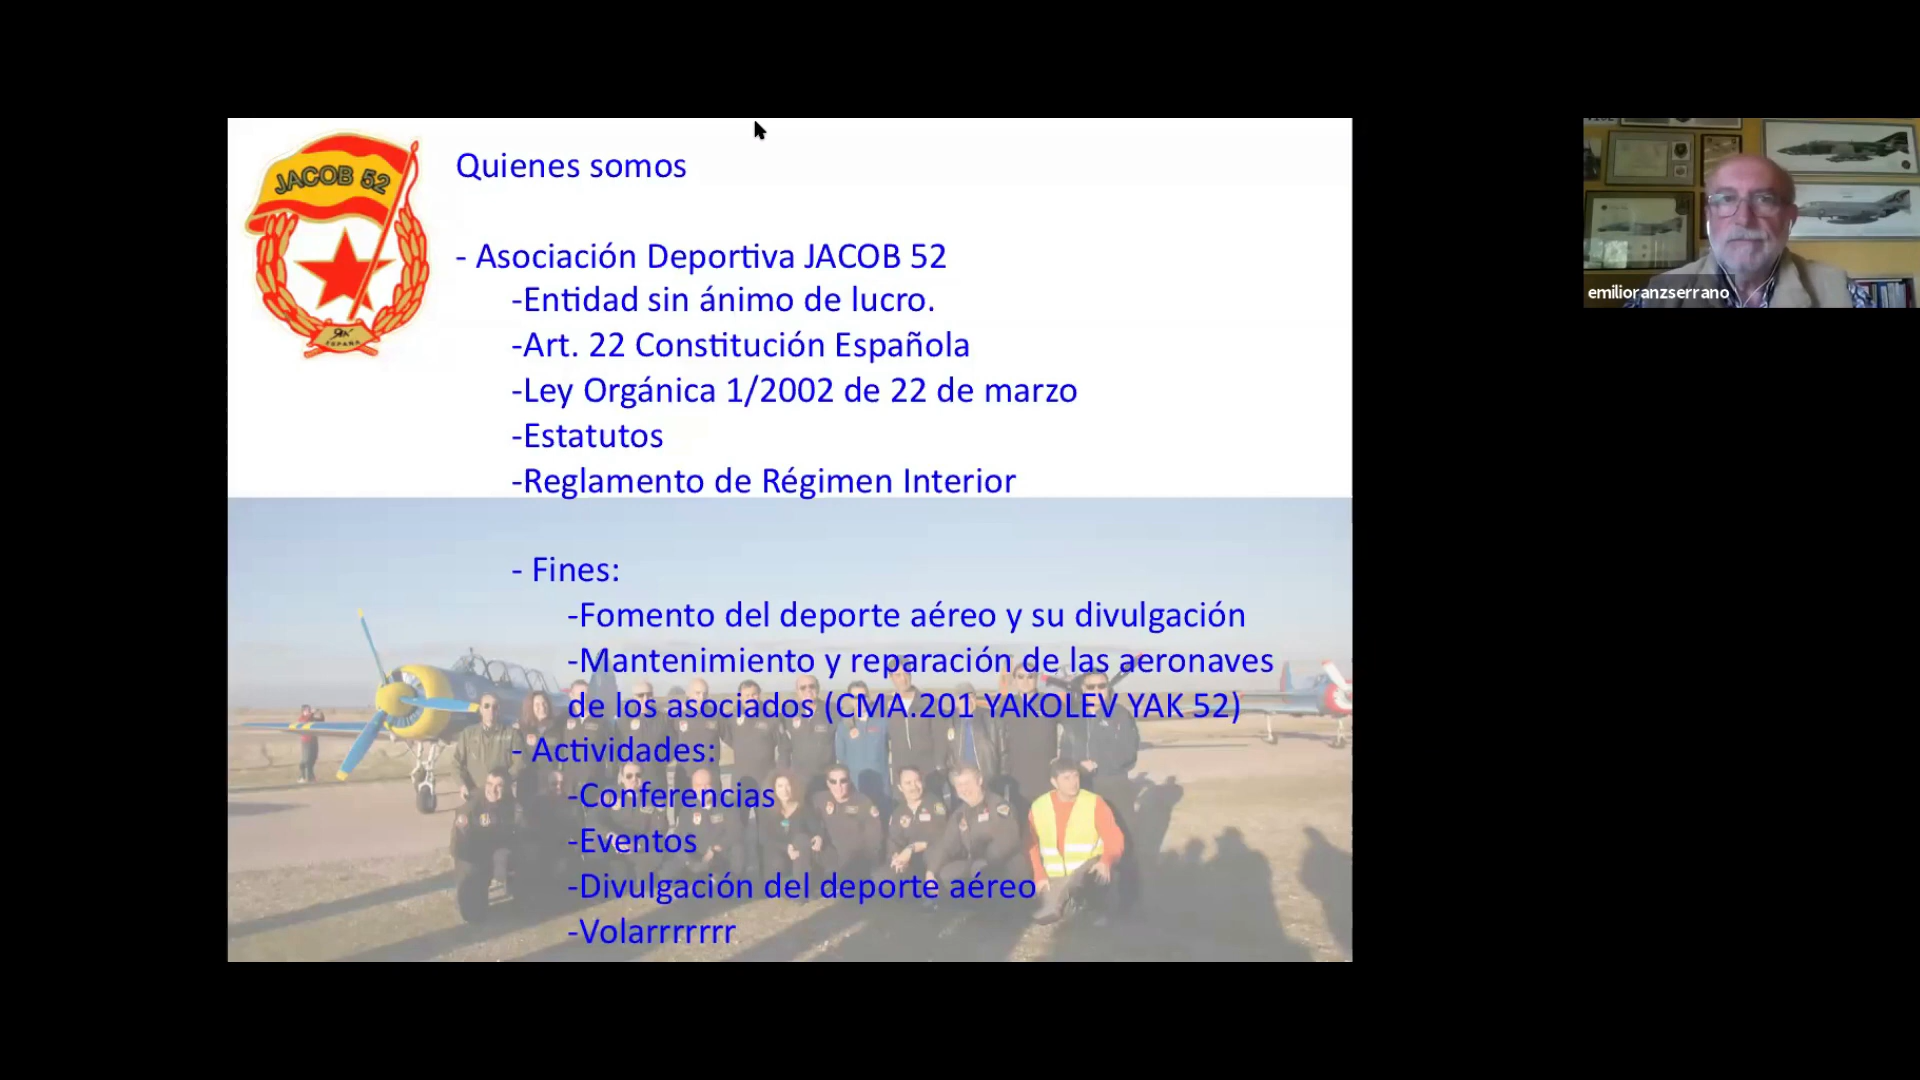 JACOB 52
YAK
ESPAÑA
Quienes somos
- Asociación Deportiva JACOB 52
-Entidad sin ánimo de lucro.
-Art. 22 Constitución Española
-Ley Orgánica 1/2002 de 22 de marzo
-Estatutos
-Reglamento de Régimen Interior
- Fines:
-Fomento del deporte aéreo y su divulgación
-Mantenimiento y reparación de las aeronaves
de los asociados (CMA.201 YAKOLEV YAK 52)
- Actividades:
-Conferencias
-Eventos
-Divulgación del deporte aéreo
-Volarrrrrrr
emilioranzserrano